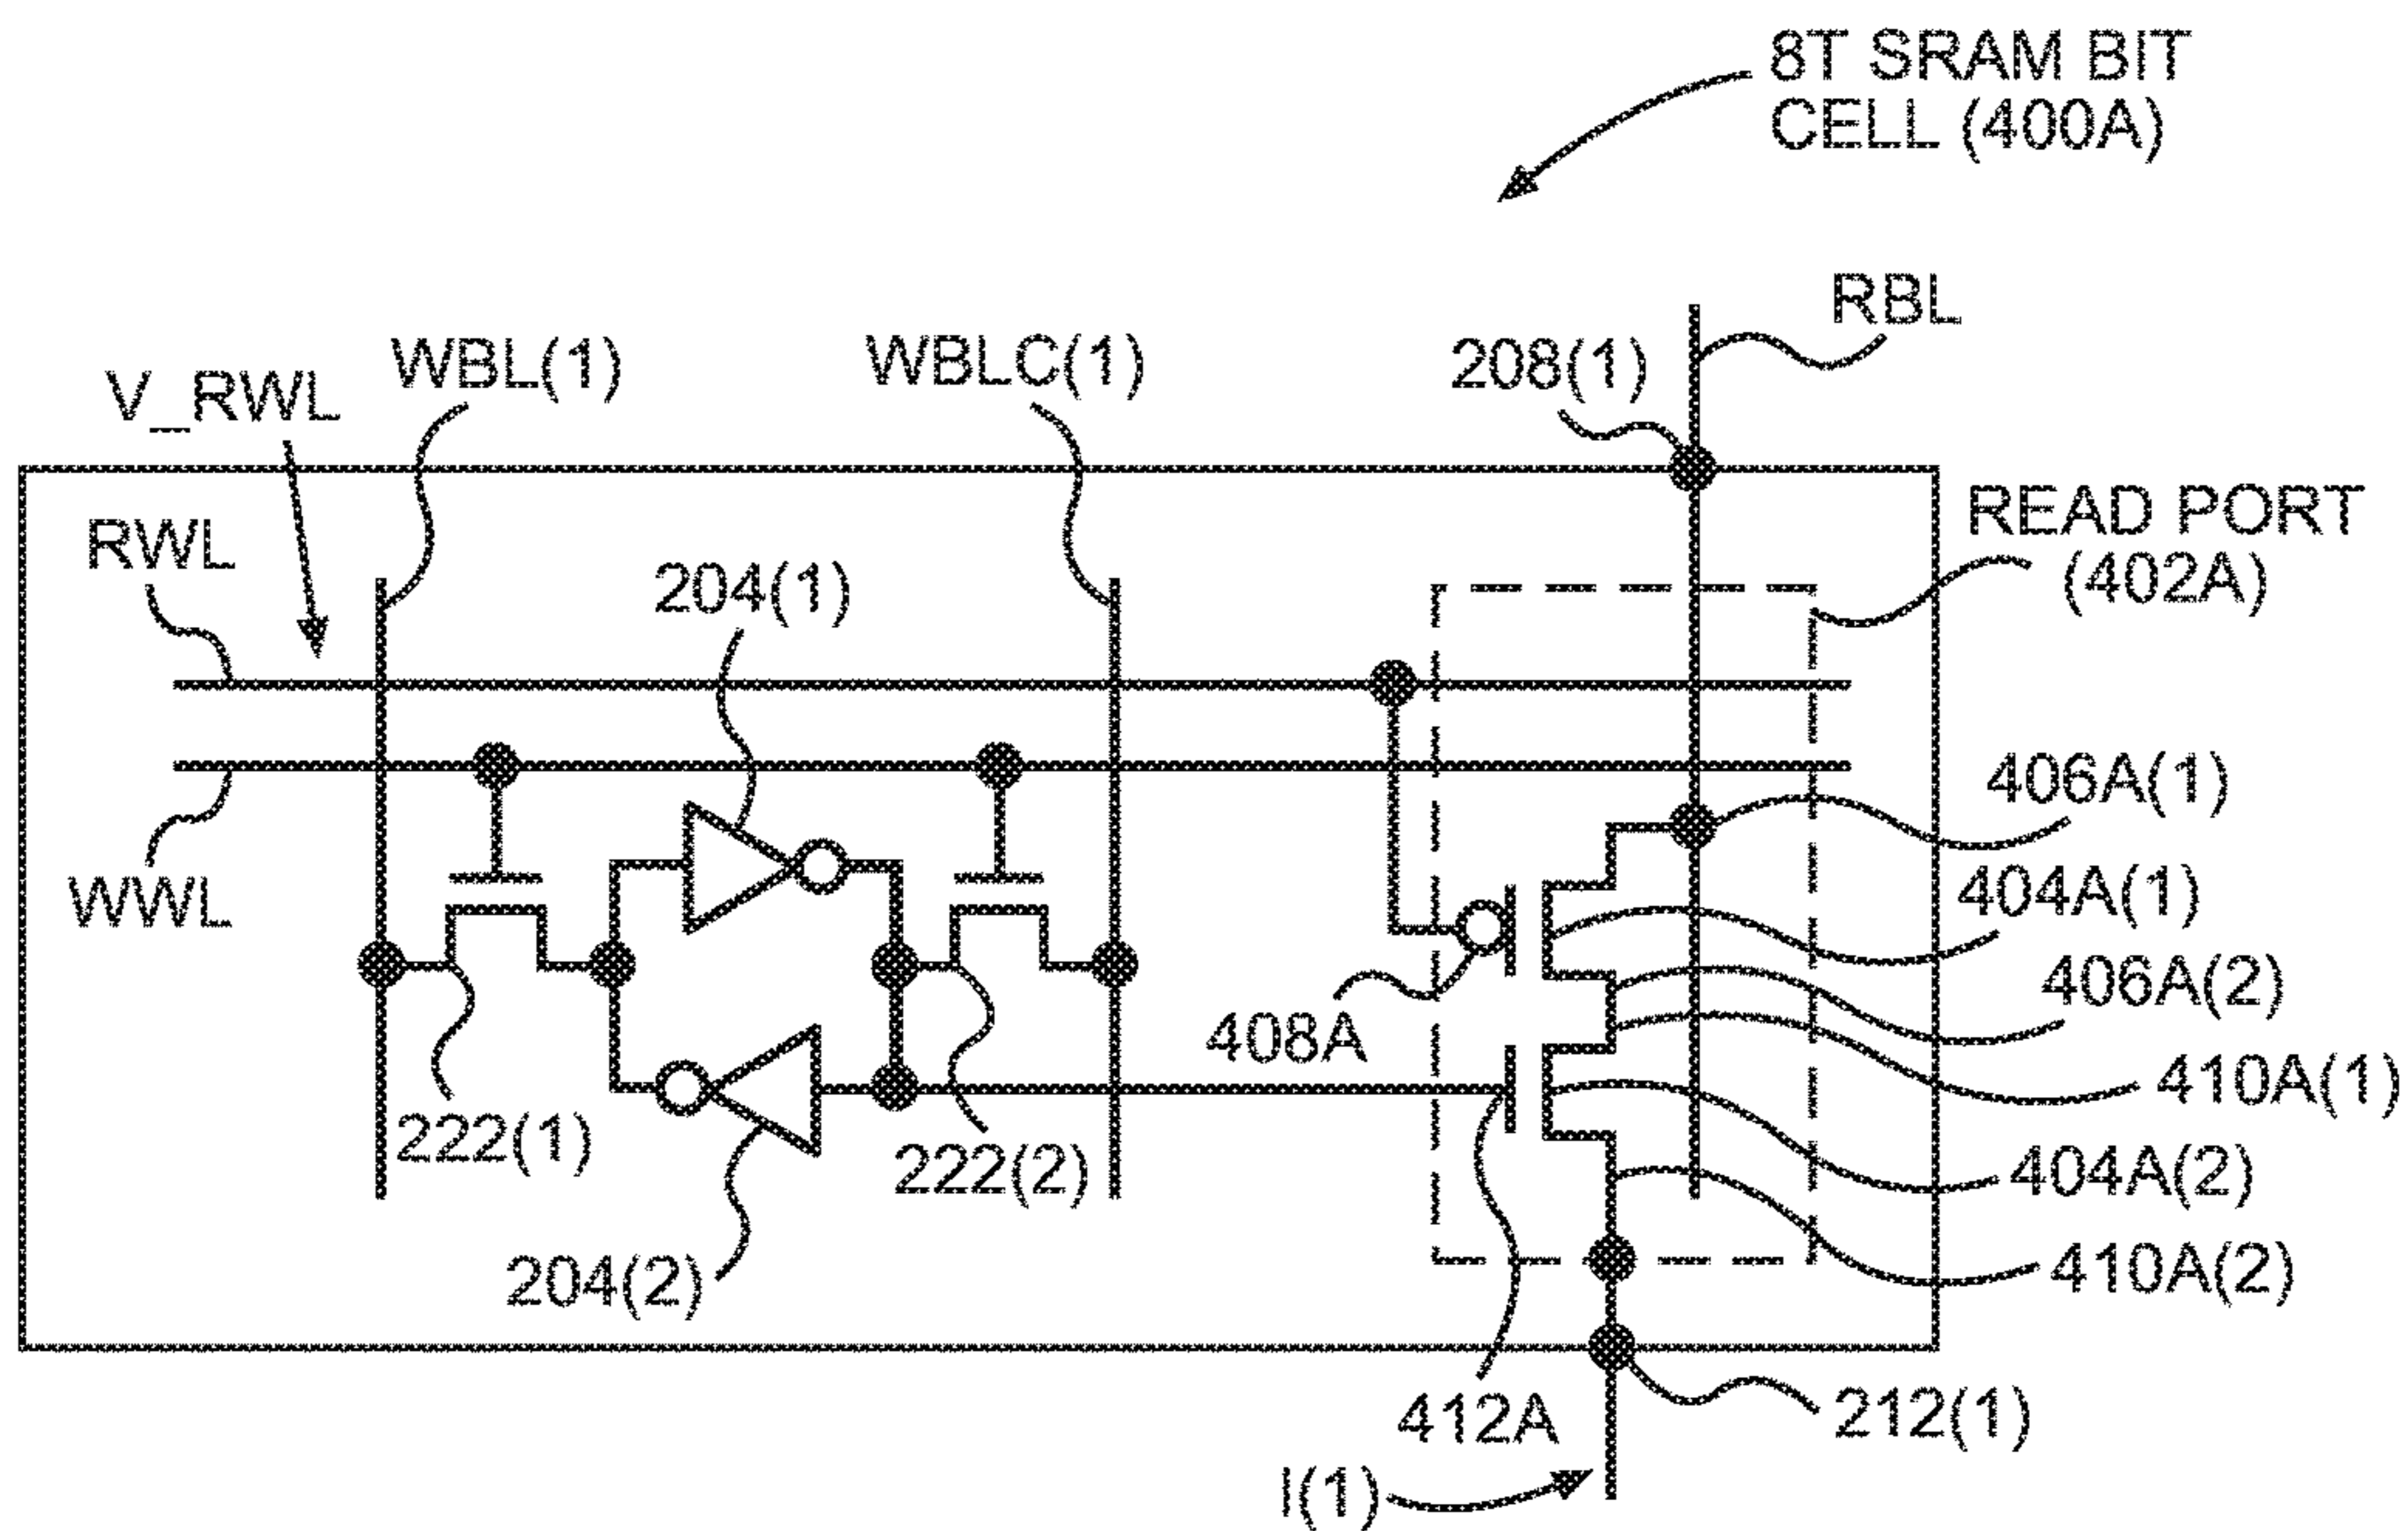 8T SRAM BIT
CELL (400A)
RBL
208(1)
WBL(1)
WBLC(1)
V_RWL
READ PORT
(402A)
RWL
204(1)
406A(1)
404A(1)
WWL
406A(2)
408A
410A(1)
222(1)
222(2)
404A(2)
204(2)
410A(2)
412A
212(1)
I(1)